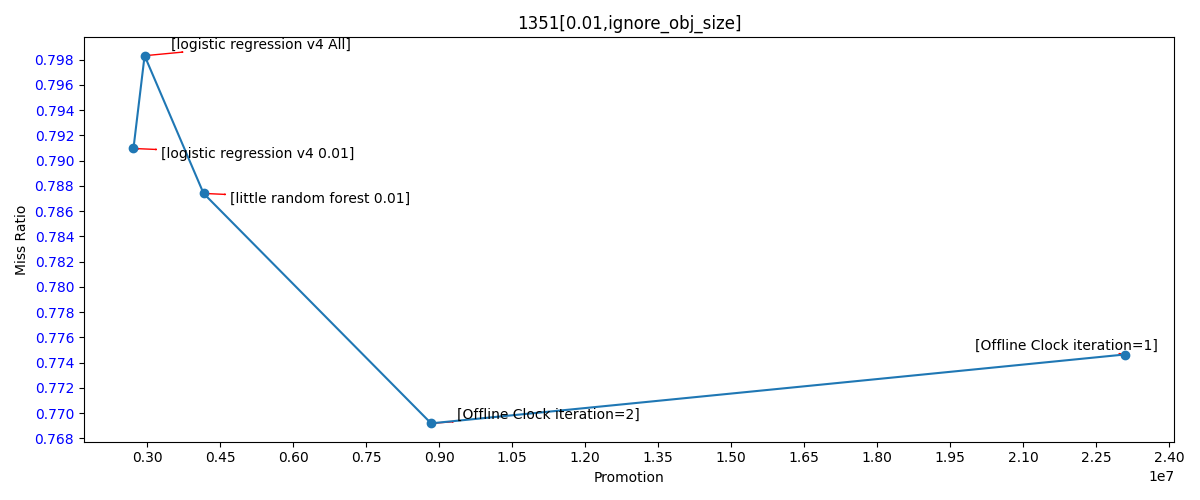 1351[0.01,ignore_obj_size]
[logistic regression v4 All]
[logistic regression v4 0.01]
[little random forest 0.01]
[Offline Clock iteration=1]
[Offline Clock iteration=2]
Miss Ratio
0.798
0.796
0.794
0.792
0.790
0.788
0.786
0.784
0.782
0.780
0.778
0.776
0.774
0.772
0.770
0.768
0.30 0.45 0.60 0.75 0.90 1.05 1.20 1.35 1.50 1.65 1.80 1.95 2.10 2.25 2.40
1e7
Promotion